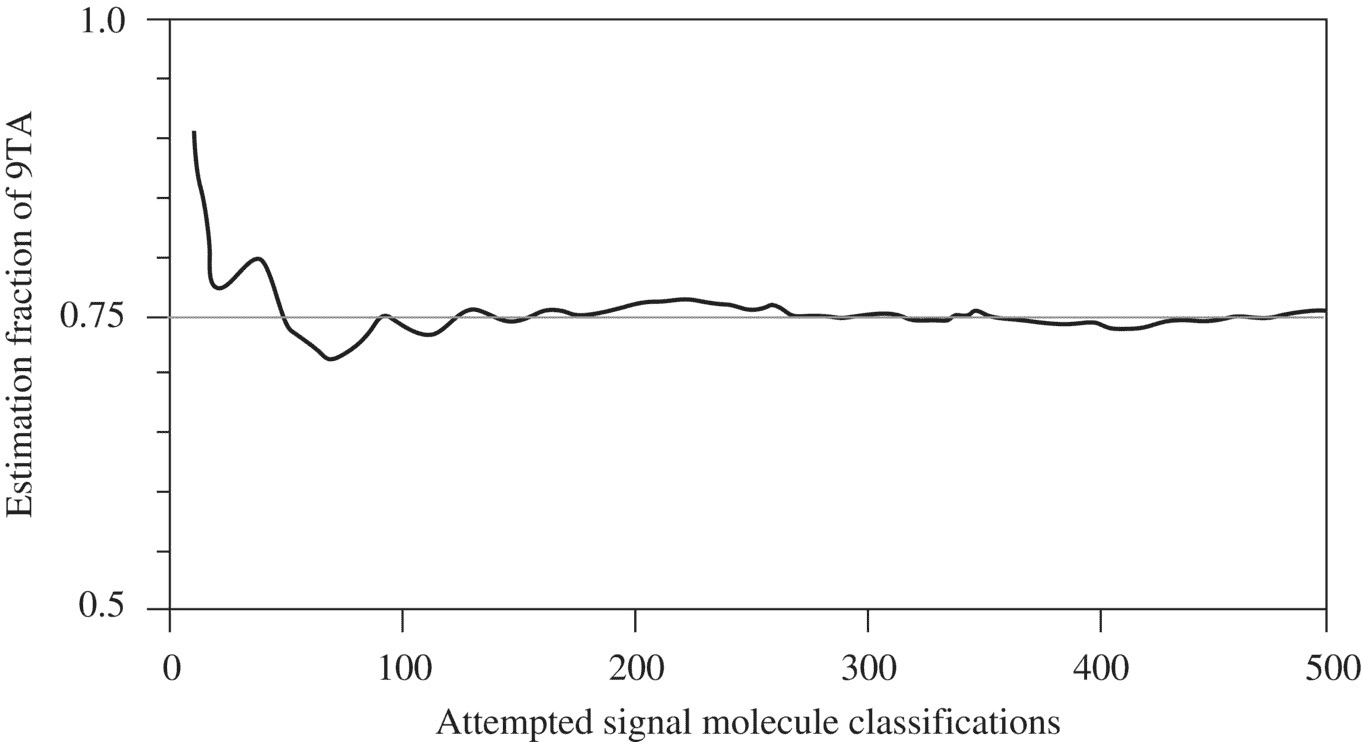 1.0
0.75
0.5
Estimation fraction of 9TA
0 100 200 300 400 500
Attempted signal molecule classifications